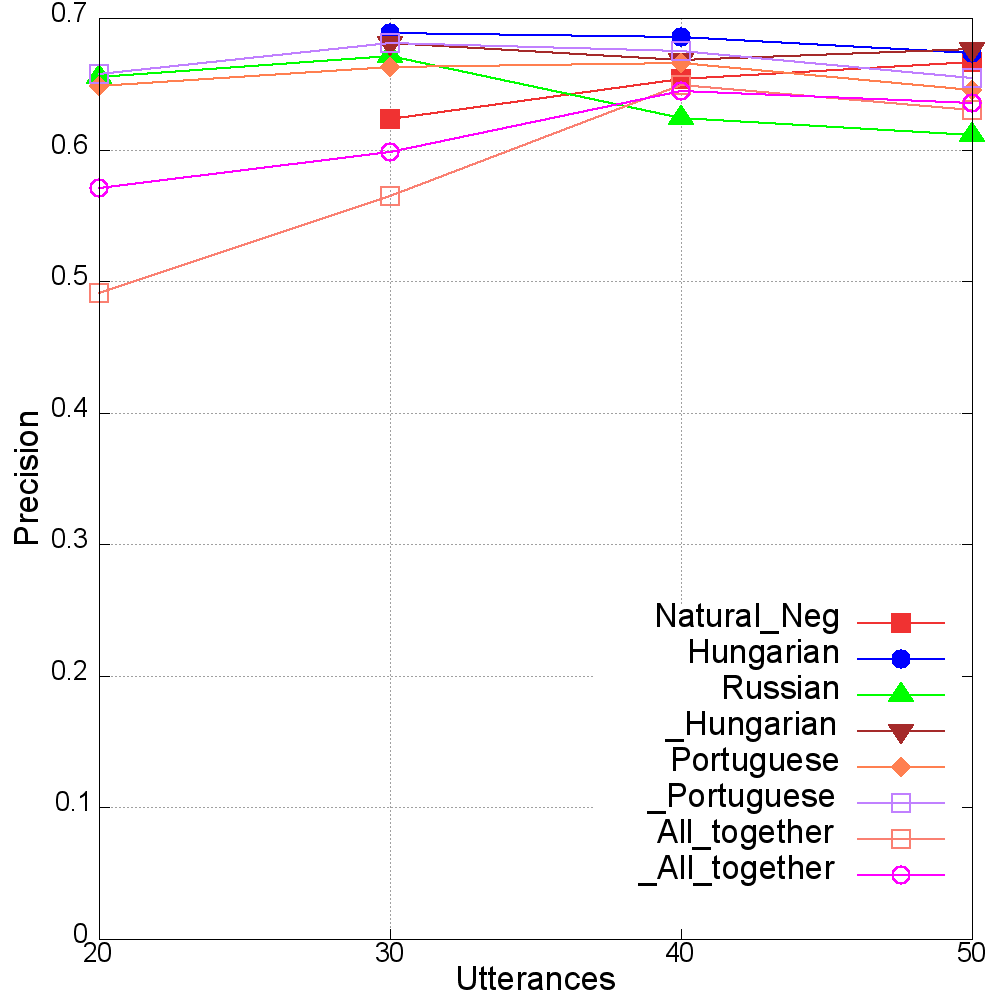 0.7
0.6
0.5
0.4
0.3
0.2
0.1
0
20
30
40
50
Precision
Utterances
Natural_Neg
Hungarian
Russian
_Hungarian
Portuguese
_Portuguese
All_together
_All_together